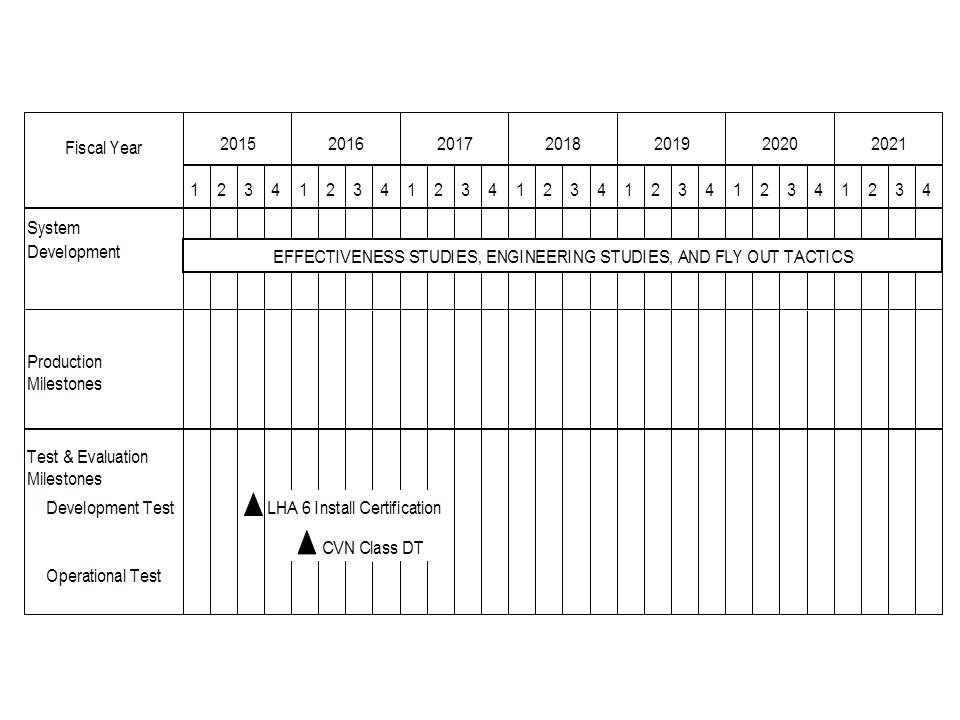 Fiscal Year
2015 2016 2017 2018 2019 2020 2021
1 2 3 4 1 2 3 4 1 2 3 4 1 2 3 4 1 2 3 4 1 2 3 4 1 2 3 4
System
Development
EFFECTIVENESS STUDIES, ENGINEERING STUDIES, AND FLY OUT TACTICS
Production
Milestones
Test & Evaluation
Milestones
Development Test
LHA 6 Install Certification
CVN Class DT
Operational Test